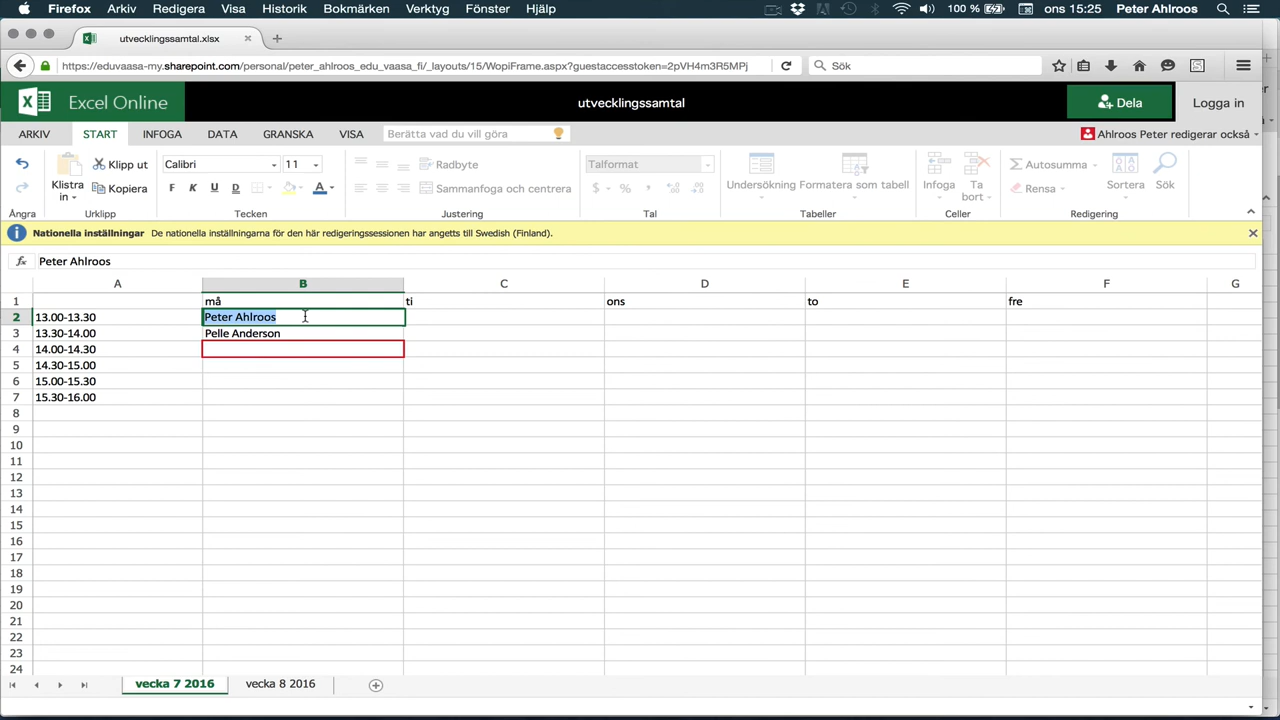 Firefox Arkiv Redigera Visa Historik Bokmärken Verktyg Fönster Hjälp 100 % ons 15:25 Peter Ahlroos
utvecklingssamtal.xlsx
https://eduvaasa-my.sharepoint.com/personal/peter_ahlroos_edu_vaasa_fi/_layouts/15/WopiFrame.aspx?guestaccesstoken=2pVH4m3R5MPj Sök
Excel Online utvecklingssamtal Dela Logga in
ARKIV START INFOGA DATA GRANSKA VISA Berätta vad du vill göra Ahlroos Peter redigerar också
Klistra in Klipp ut Kopiera Calibri 11 F K U D A Radbyte Sammanfoga och centrera Talformat $ % Undersökning Formatera som tabell Infoga Ta bort Autosumma Rensa Sortera Sök
Ångra Urklipp Tecken Justering Tal Tabeller Celler Redigering
Nationella inställningar De nationella inställningarna för den här redigeringssessionen har angetts till Swedish (Finland).
fx Peter Ahlroos
A B C D E F G
1 må ti ons to fre
2 13.00-13.30 Peter Ahlroos
3 13.30-14.00 Pelle Anderson
4 14.00-14.30
5 14.30-15.00
6 15.00-15.30
7 15.30-16.00
8
9
10
11
12
13
14
15
16
17
18
19
20
21
22
23
24
vecka 7 2016 vecka 8 2016